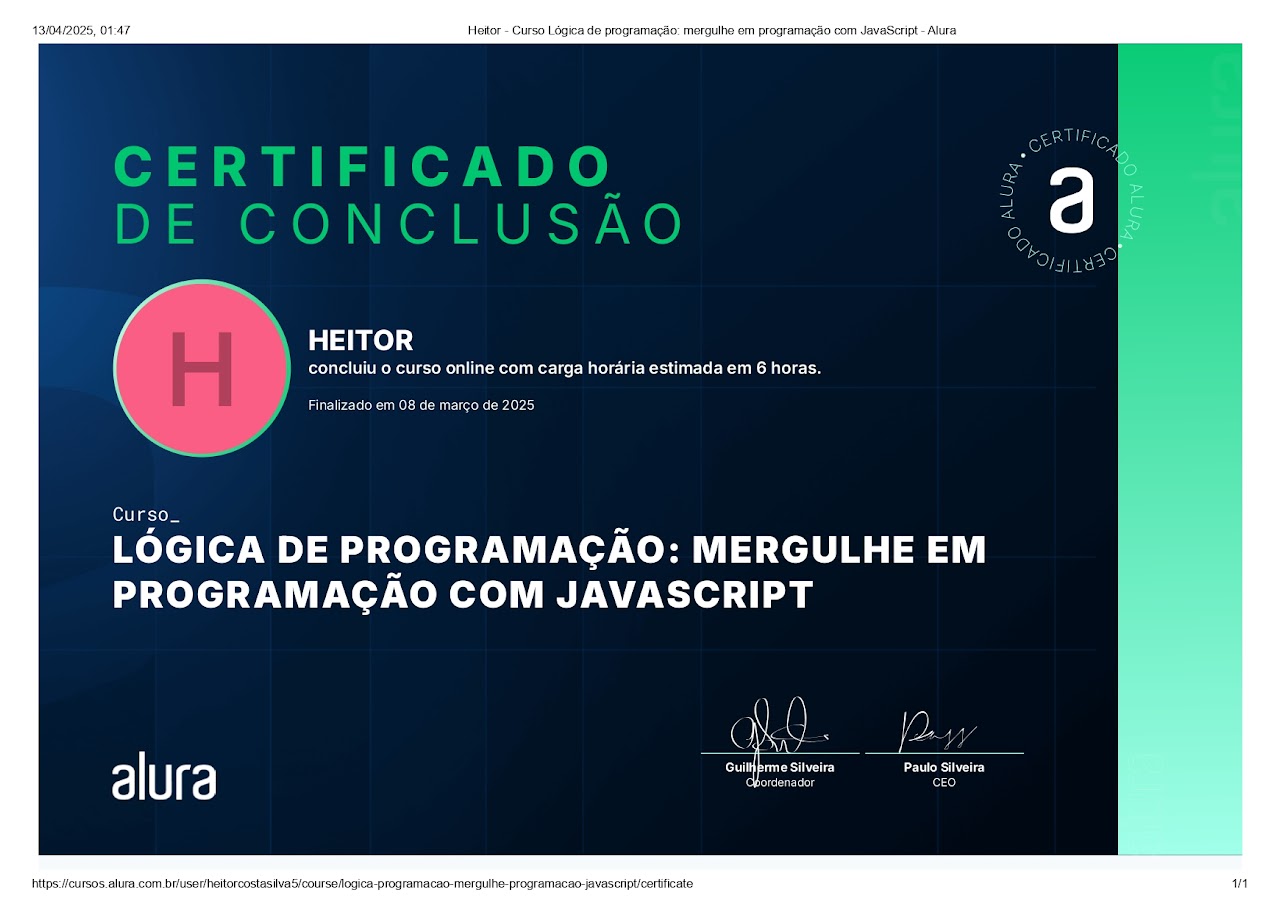 13/04/2025, 01:47
Heitor - Curso Lógica de programação: mergulhe em programação com JavaScript - Alura
CERTIFICADO
DE CONCLUSÃO
CERTIFICADO ALURA • CERTIFICADO ALURA •
a
H
HEITOR
concluiu o curso online com carga horária estimada em 6 horas.
Finalizado em 08 de março de 2025
Curso_
LÓGICA DE PROGRAMAÇÃO: MERGULHE EM
PROGRAMAÇÃO COM JAVASCRIPT
alura
Guilherme Silveira
Coordenador
Paulo Silveira
CEO
https://cursos.alura.com.br/user/heitorcostasilva5/course/logica-programacao-mergulhe-programacao-javascript/certificate
1/1